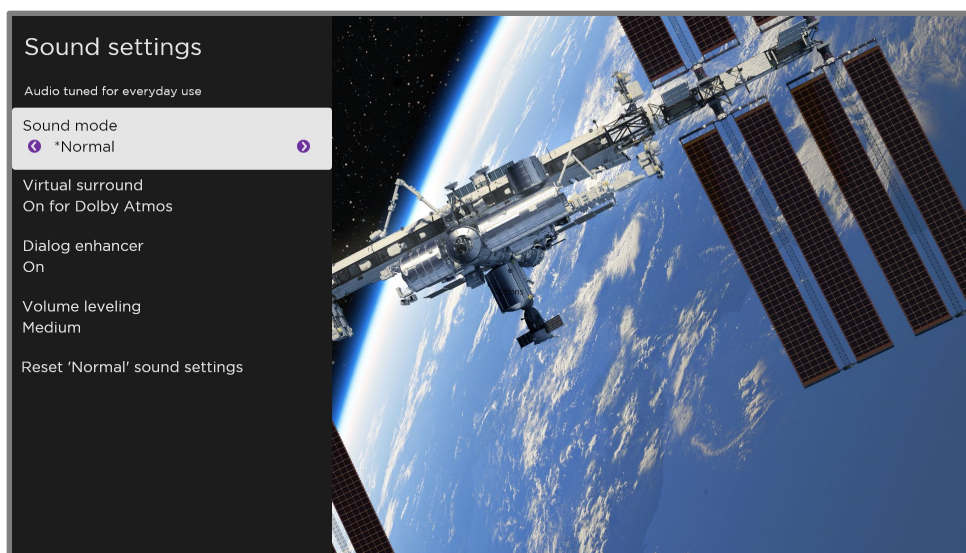 Sound settings
Audio tuned for everyday use
Sound mode
*Normal
Virtual surround
On for Dolby Atmos
Dialog enhancer
On
Volume leveling
Medium
Reset 'Normal' sound settings